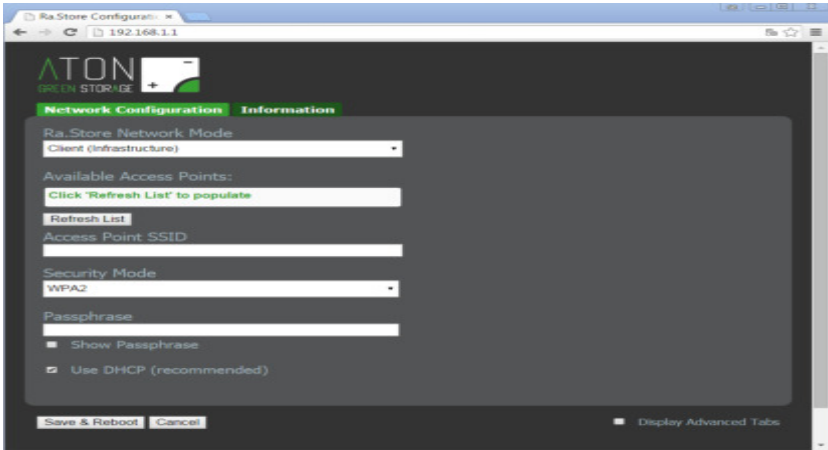 Ra.Store Configurati
192.168.1.1
ATON
GREEN STORAGE
Network Configuration Information
Ra.Store Network Mode
Client (Infrastructure)
Available Access Points:
Click 'Refresh List' to populate
Refresh List
Access Point SSID
Security Mode
WPA2
Passphrase
Show Passphrase
Use DHCP (recommended)
Save & Reboot Cancel
Display Advanced Tabs